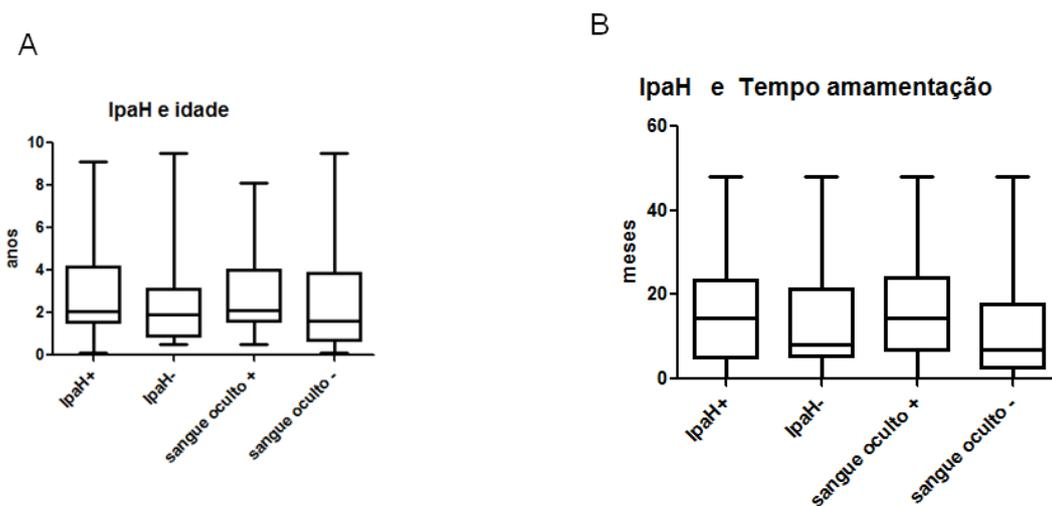 A
IpaH e idade
anos
10
8
6
4
2
0
IpaH+
IpaH-
sangue oculto +
sangue oculto -
B
IpaH e Tempo amamentação
meses
60
40
20
0
IpaH+
IpaH-
sangue oculto +
sangue oculto -